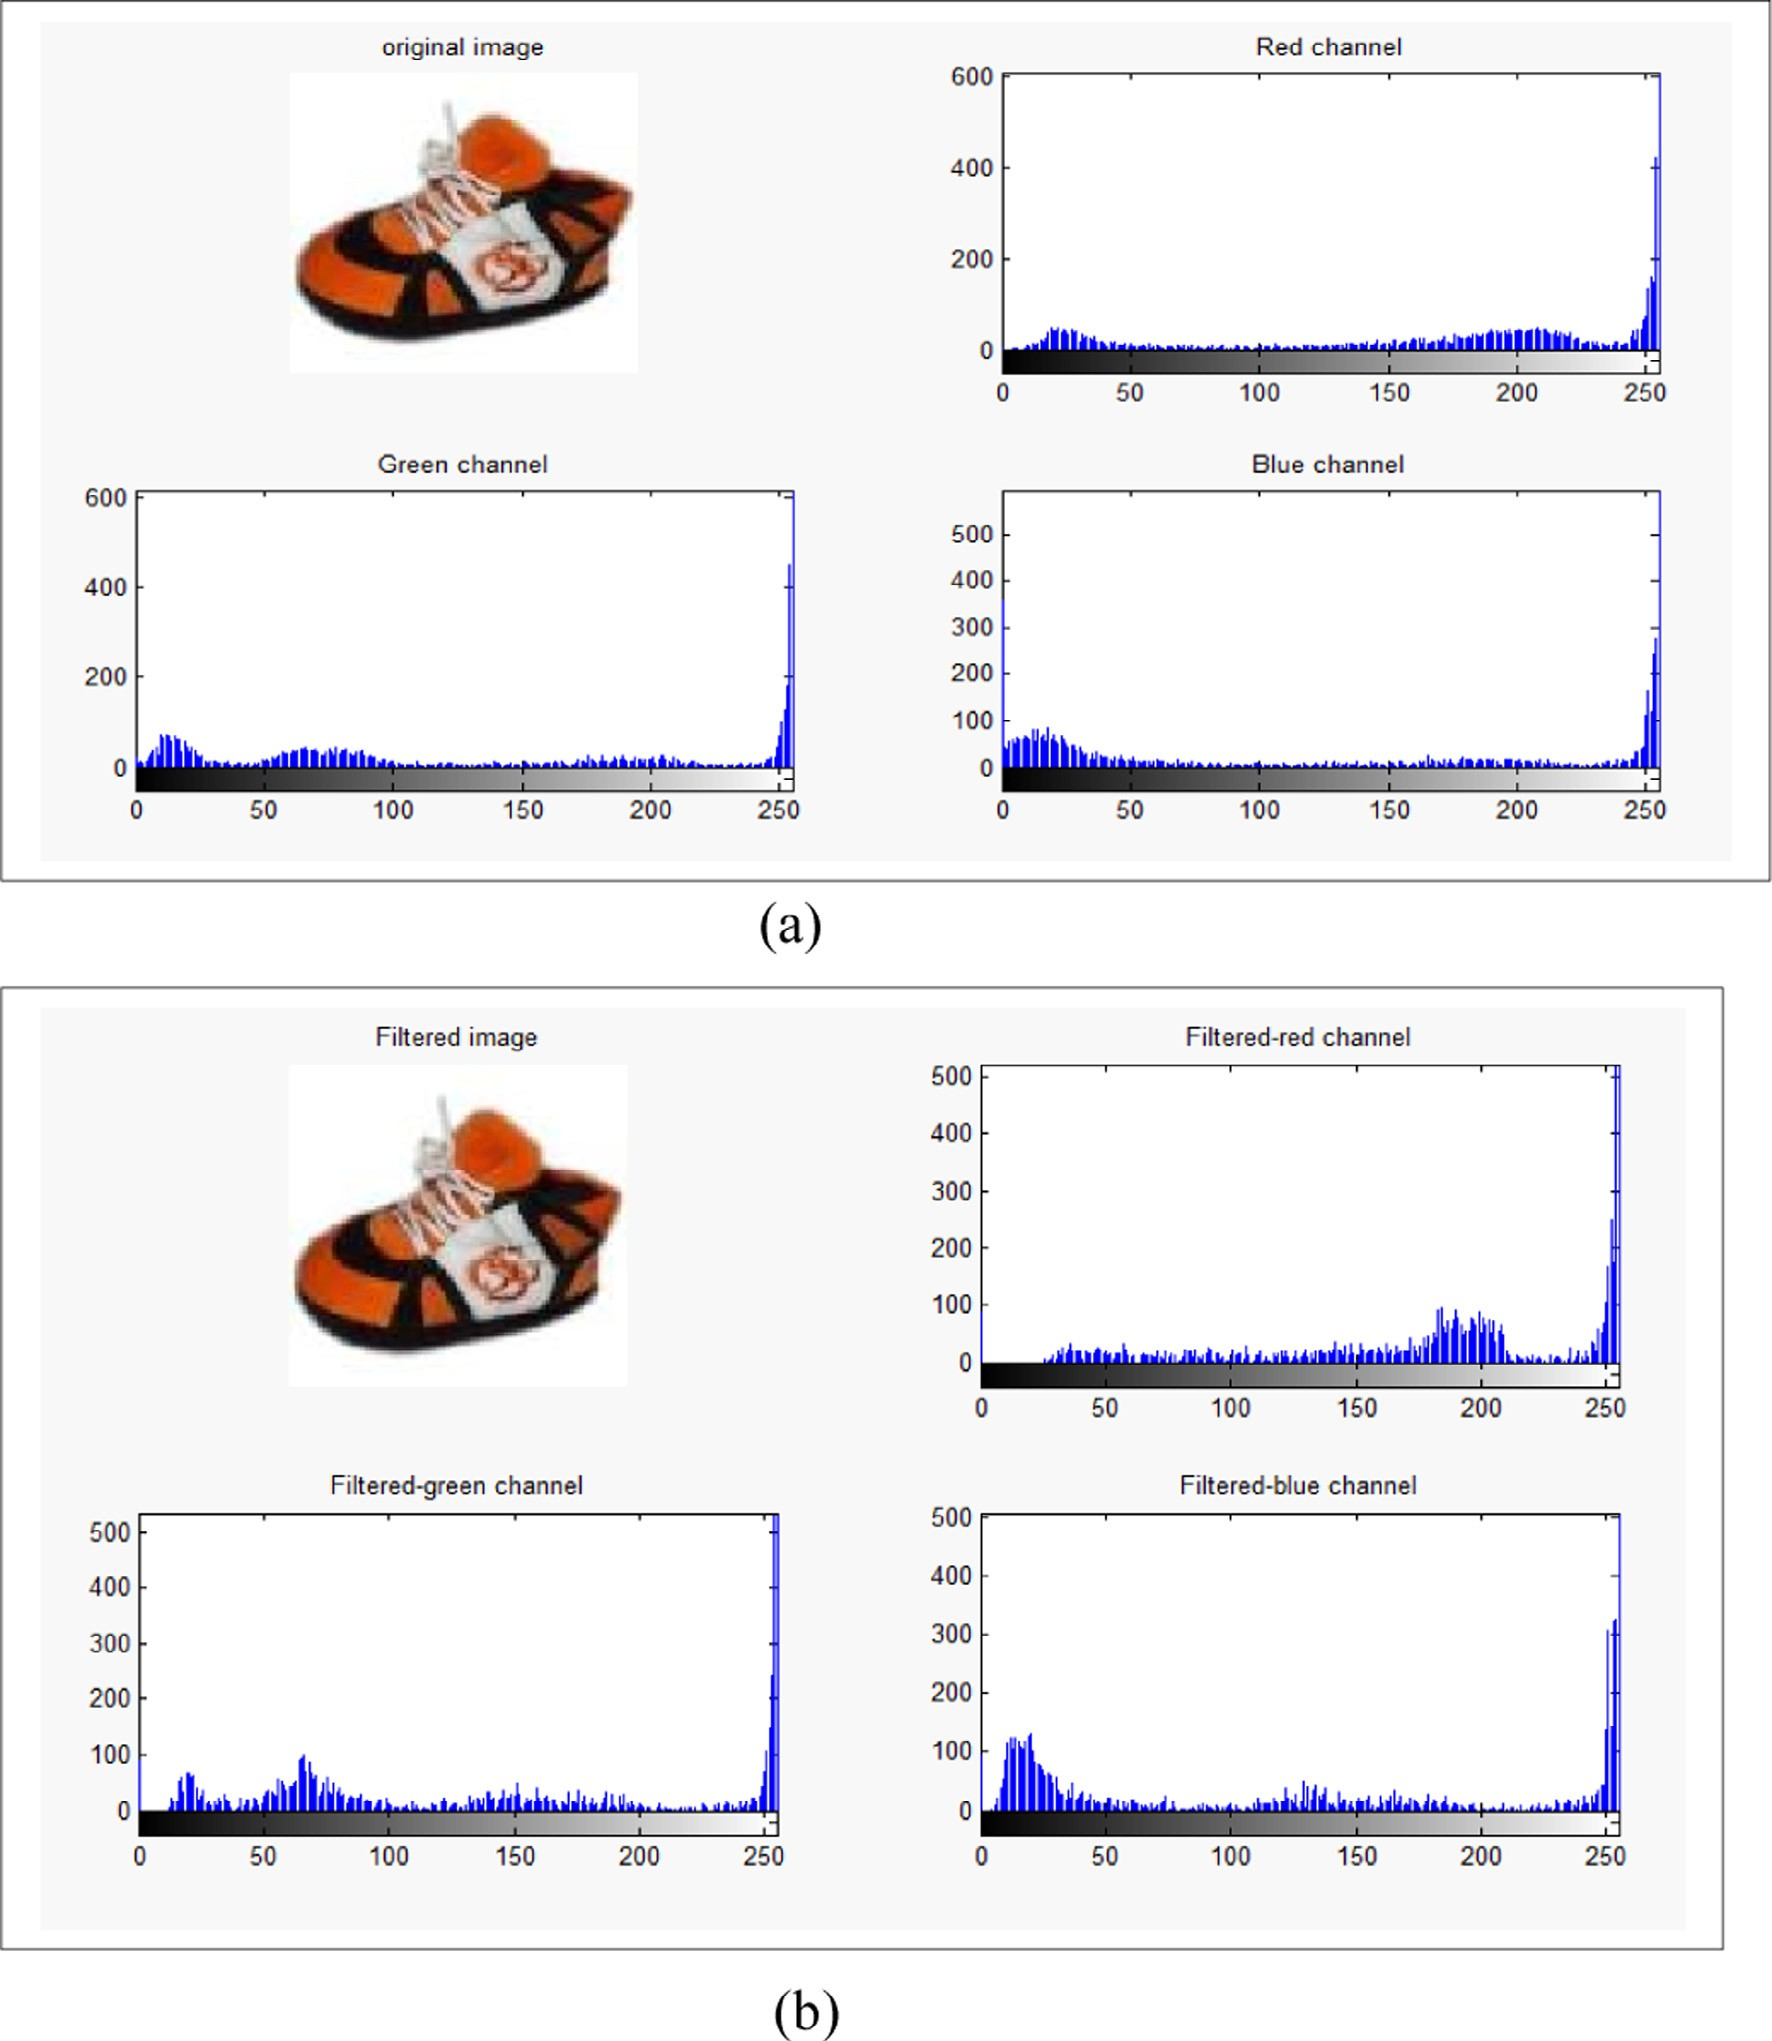 original image
Red channel
600
400
200
0
0 50 100 150 200 250
Green channel
600
400
200
0
0 50 100 150 200 250
Blue channel
500
400
300
200
100
0
0 50 100 150 200 250
(a)
Filtered image
Filtered-red channel
500
400
300
200
100
0
0 50 100 150 200 250
Filtered-green channel
500
400
300
200
100
0
0 50 100 150 200 250
Filtered-blue channel
500
400
300
200
100
0
0 50 100 150 200 250
(b)